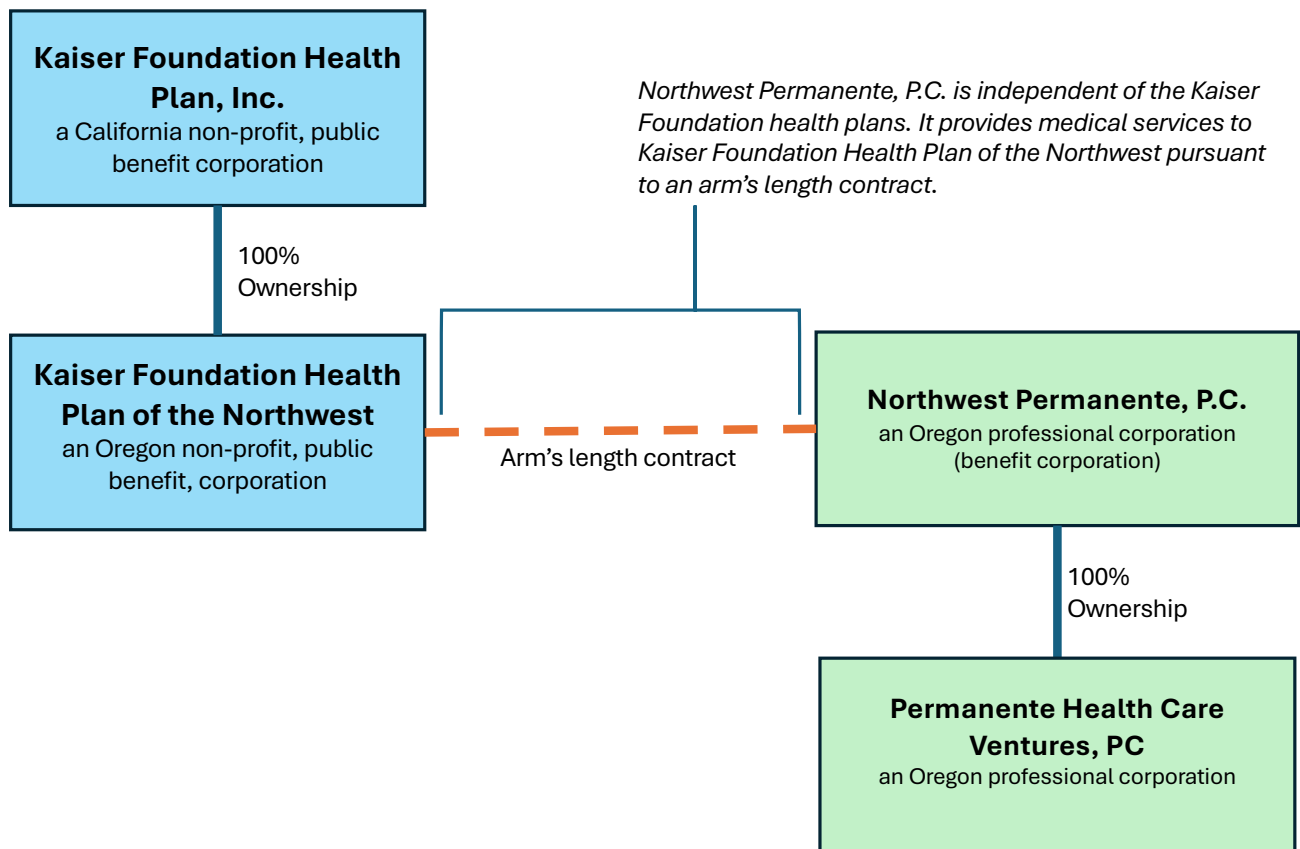 Kaiser Foundation Health
Plan, Inc.
a California non-profit, public
benefit corporation
Northwest Permanente, P.C. is independent of the Kaiser
Foundation health plans. It provides medical services to
Kaiser Foundation Health Plan of the Northwest pursuant
to an arm’s length contract.
100%
Ownership
Kaiser Foundation Health
Plan of the Northwest
an Oregon non-profit, public
benefit, corporation
Arm’s length contract
Northwest Permanente, P.C.
an Oregon professional corporation
(benefit corporation)
100%
Ownership
Permanente Health Care
Ventures, PC
an Oregon professional corporation